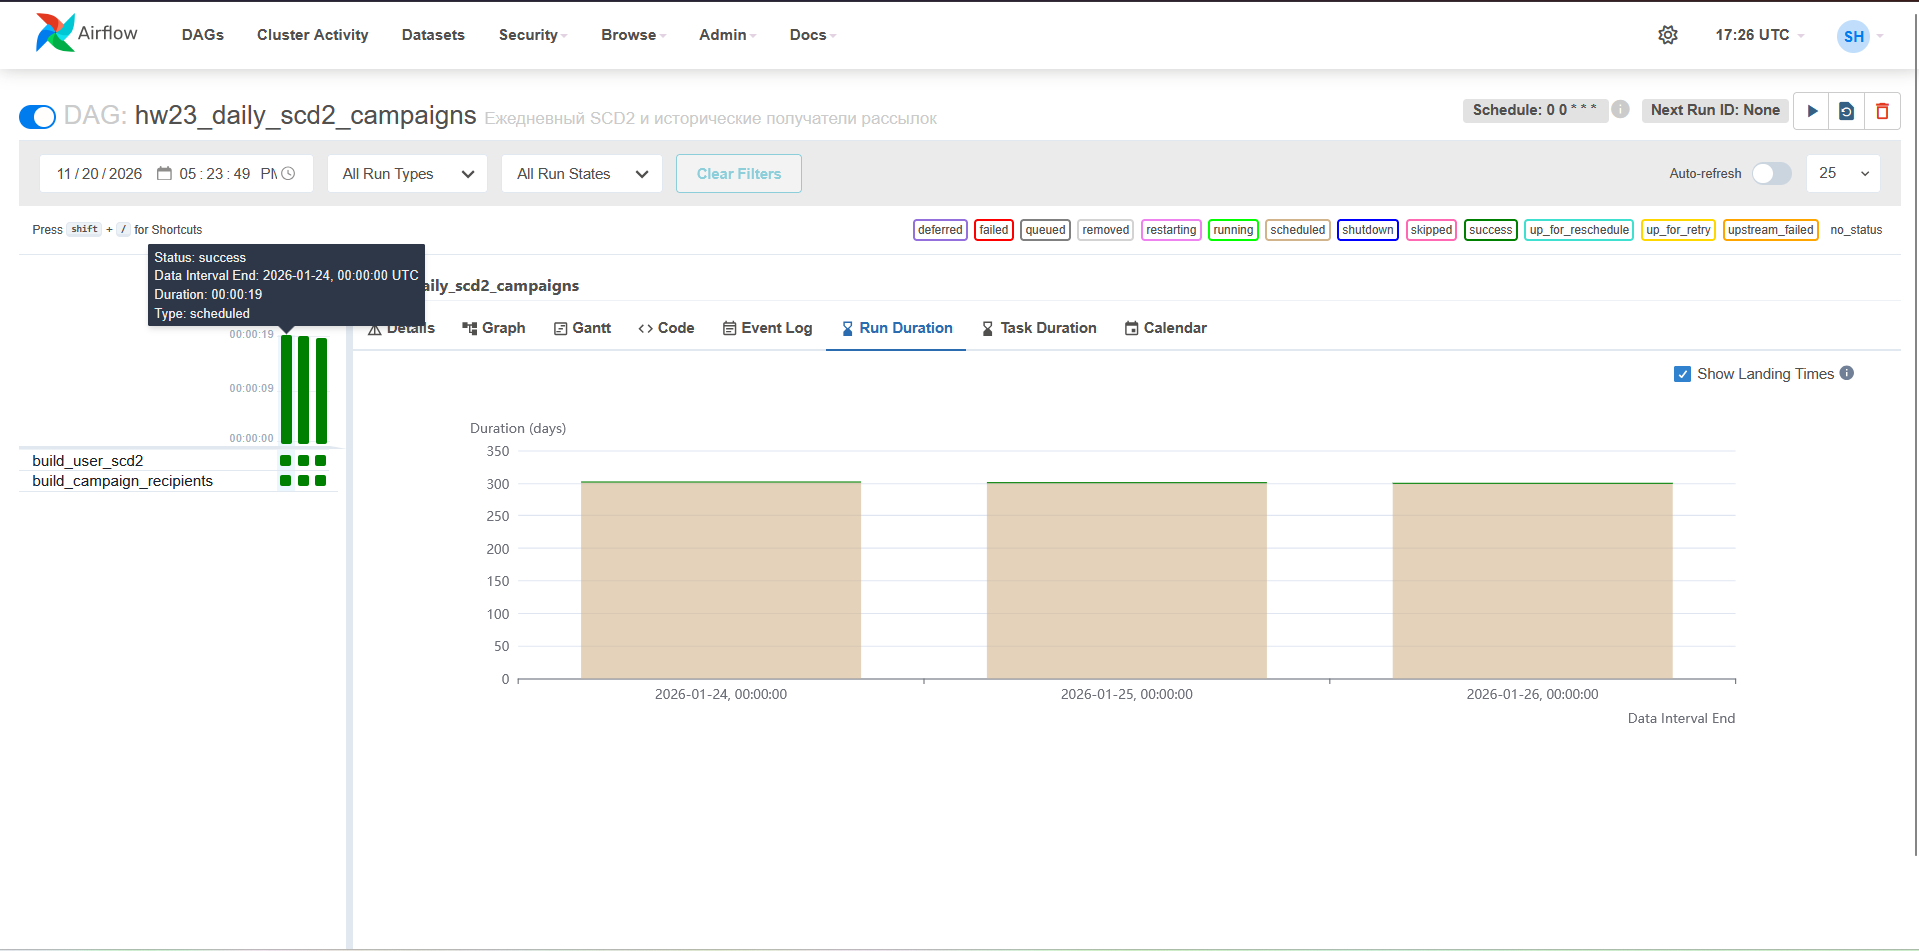 Airflow
DAGs
Cluster Activity
Datasets
Security
Browse
Admin
Docs
17:26 UTC
SH
DAG: hw23_daily_scd2_campaigns Ежедневный SCD2 и исторические получатели рассылок
Schedule: 0 0 * * *
Next Run ID: None
11/20/2026 05:23:49
All Run Types
All Run States
Clear Filters
Auto-refresh
25
Press shift + / for Shortcuts
deferred
failed
queued
removed
restarting
running
scheduled
shutdown
skipped
success
up_for_reschedule
up_for_retry
upstream_failed
no_status
Status: success
Data Interval End: 2026-01-24, 00:00:00 UTC
Duration: 00:00:19
Type: scheduled
aily_scd2_campaigns
00:00:19
00:00:09
00:00:00
build_user_scd2
build_campaign_recipients
Details
Graph
Gantt
Code
Event Log
Run Duration
Task Duration
Calendar
Show Landing Times
Duration (days)
350
300
250
200
150
100
50
0
2026-01-24, 00:00:00
2026-01-25, 00:00:00
2026-01-26, 00:00:00
Data Interval End